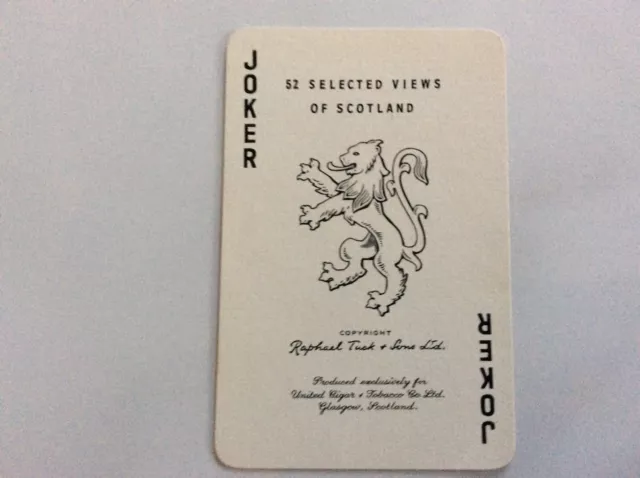 JOKER
52 SELECTED VIEWS
OF SCOTLAND
COPYRIGHT
Raphael Tuck & Sons Ltd.
Produced exclusively for
United Cigar & Tobacco Co Ltd.
Glasgow, Scotland.
JOKER